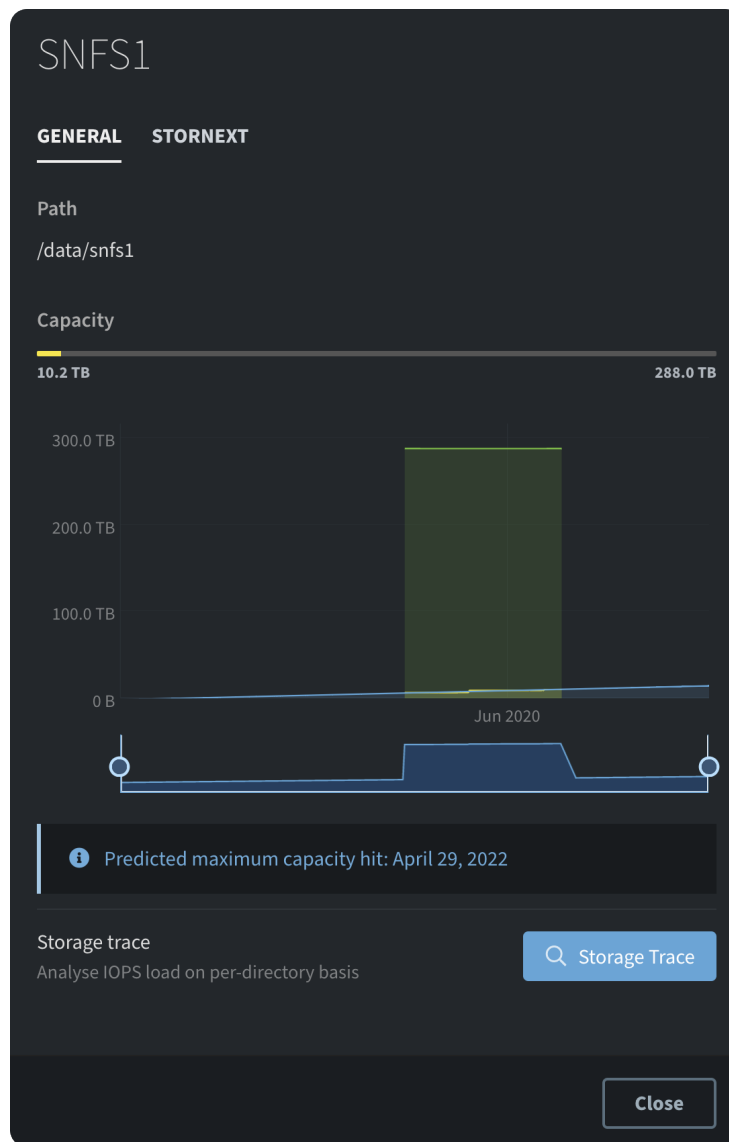 SNFS1
GENERAL STORNEXT
Path
/data/snfs1
Capacity
10.2 TB 288.0 TB
300.0 TB
200.0 TB
100.0 TB
0 B
Jun 2020
Predicted maximum capacity hit: April 29, 2022
Storage trace
Analyse IOPS load on per-directory basis
Storage Trace
Close